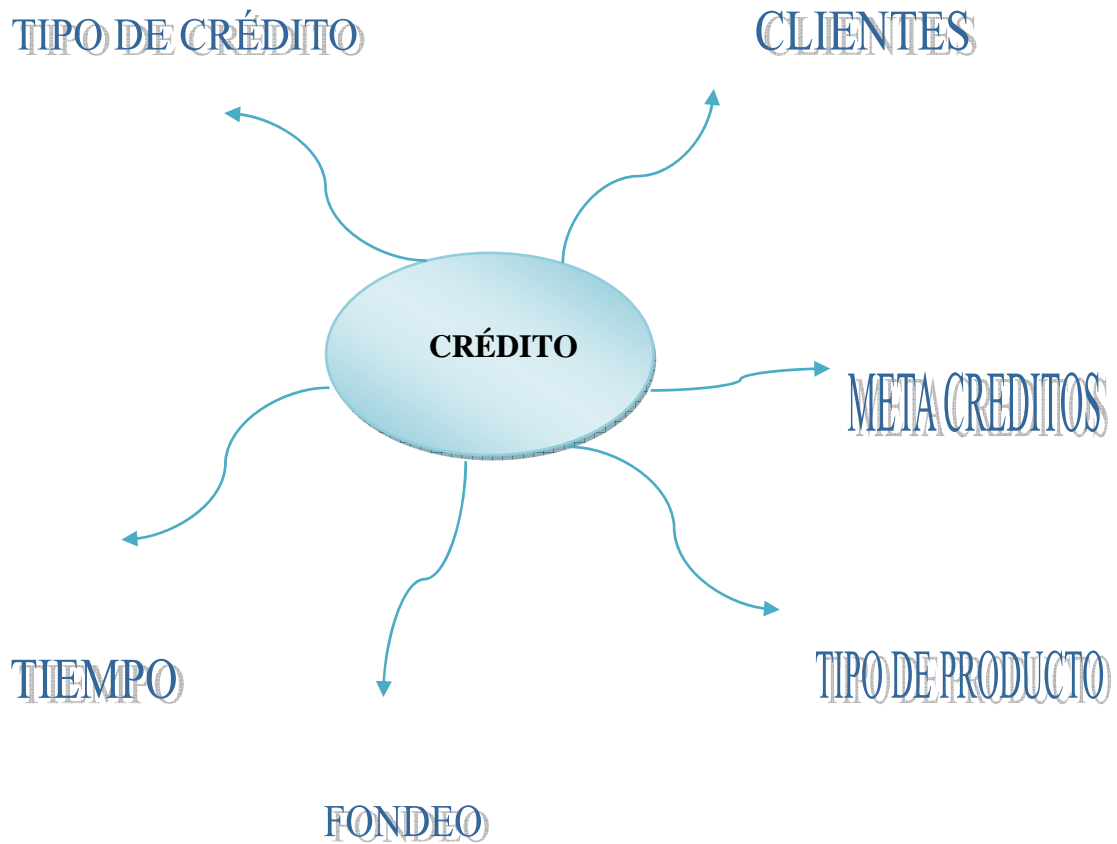 TIPO DE CRÉDITO
CLIENTES
CRÉDITO
META CREDITOS
TIEMPO
TIPO DE PRODUCTO
FONDEO